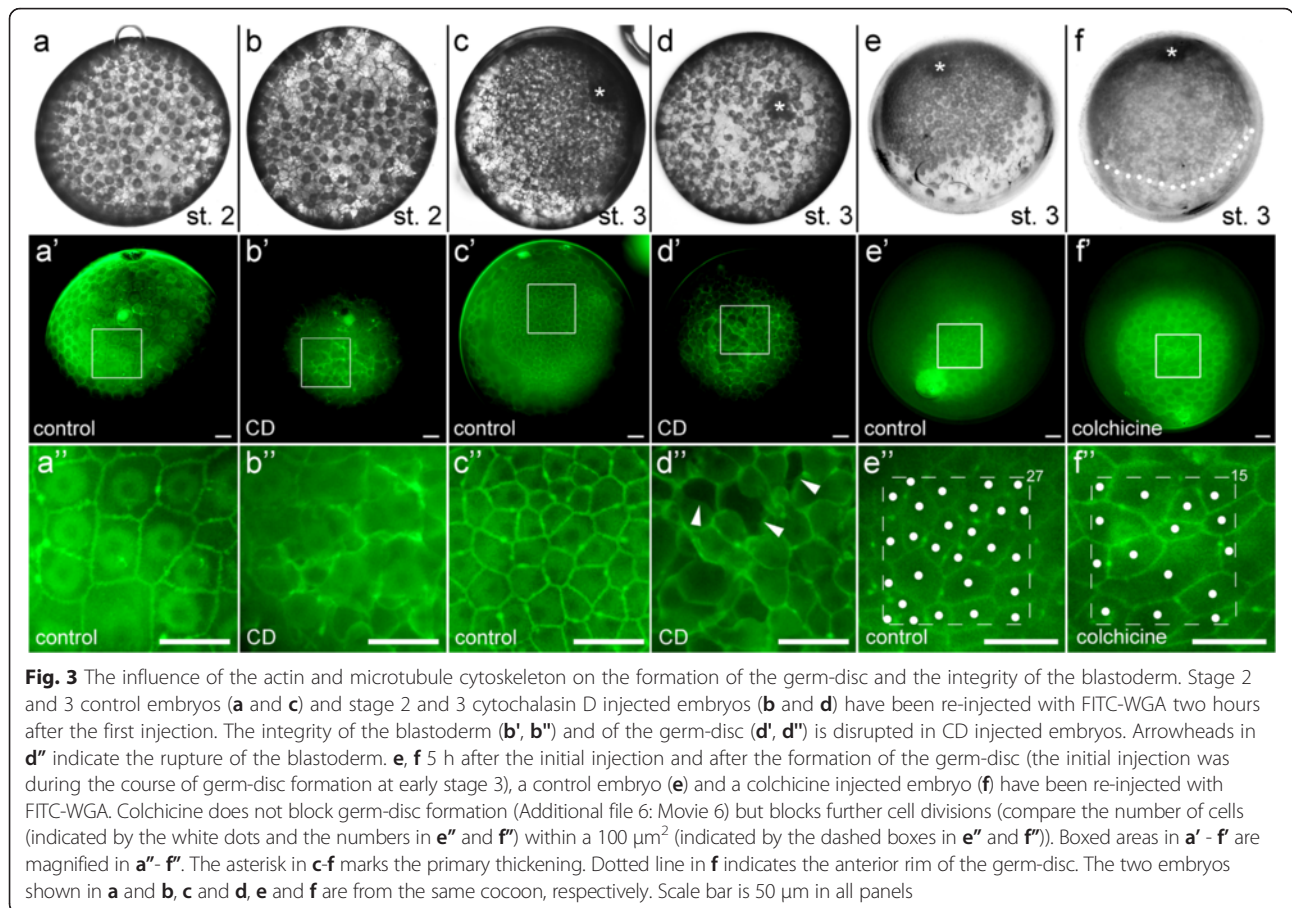 a b c d e f
st. 2 st. 2 st. 3 st. 3 st. 3 st. 3
a' b' c' d' e' f'
control CD control CD control colchicine
a'' b'' c'' d'' e'' 27 f'' 15
control CD control CD control colchicine
Fig. 3 The influence of the actin and microtubule cytoskeleton on the formation of the germ-disc and the integrity of the blastoderm. Stage 2
and 3 control embryos (a and c) and stage 2 and 3 cytochalasin D injected embryos (b and d) have been re-injected with FITC-WGA two hours
after the first injection. The integrity of the blastoderm (b', b'') and of the germ-disc (d', d'') is disrupted in CD injected embryos. Arrowheads in
d'' indicate the rupture of the blastoderm. e, f 5 h after the initial injection and after the formation of the germ-disc (the initial injection was
during the course of germ-disc formation at early stage 3), a control embryo (e) and a colchicine injected embryo (f) have been re-injected with
FITC-WGA. Colchicine does not block germ-disc formation (Additional file 6: Movie 6) but blocks further cell divisions (compare the number of cells
(indicated by the white dots and the numbers in e'' and f'') within a 100 μm² (indicated by the dashed boxes in e'' and f'')). Boxed areas in a' - f' are
magnified in a''- f''. The asterisk in c-f marks the primary thickening. Dotted line in f indicates the anterior rim of the germ-disc. The two embryos
shown in a and b, c and d, e and f are from the same cocoon, respectively. Scale bar is 50 μm in all panels